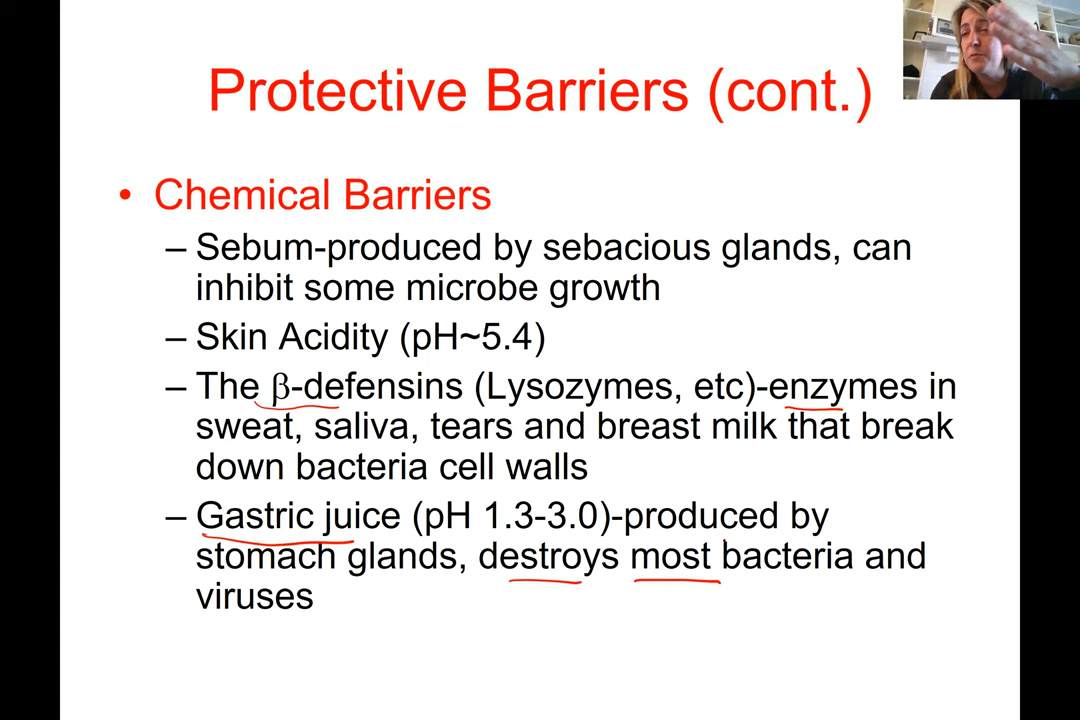 Protective Barriers (cont.)
• Chemical Barriers
– Sebum-produced by sebacious glands, can
inhibit some microbe growth
– Skin Acidity (pH~5.4)
– The β-defensins (Lysozymes, etc)-enzymes in
sweat, saliva, tears and breast milk that break
down bacteria cell walls
– Gastric juice (pH 1.3-3.0)-produced by
stomach glands, destroys most bacteria and
viruses